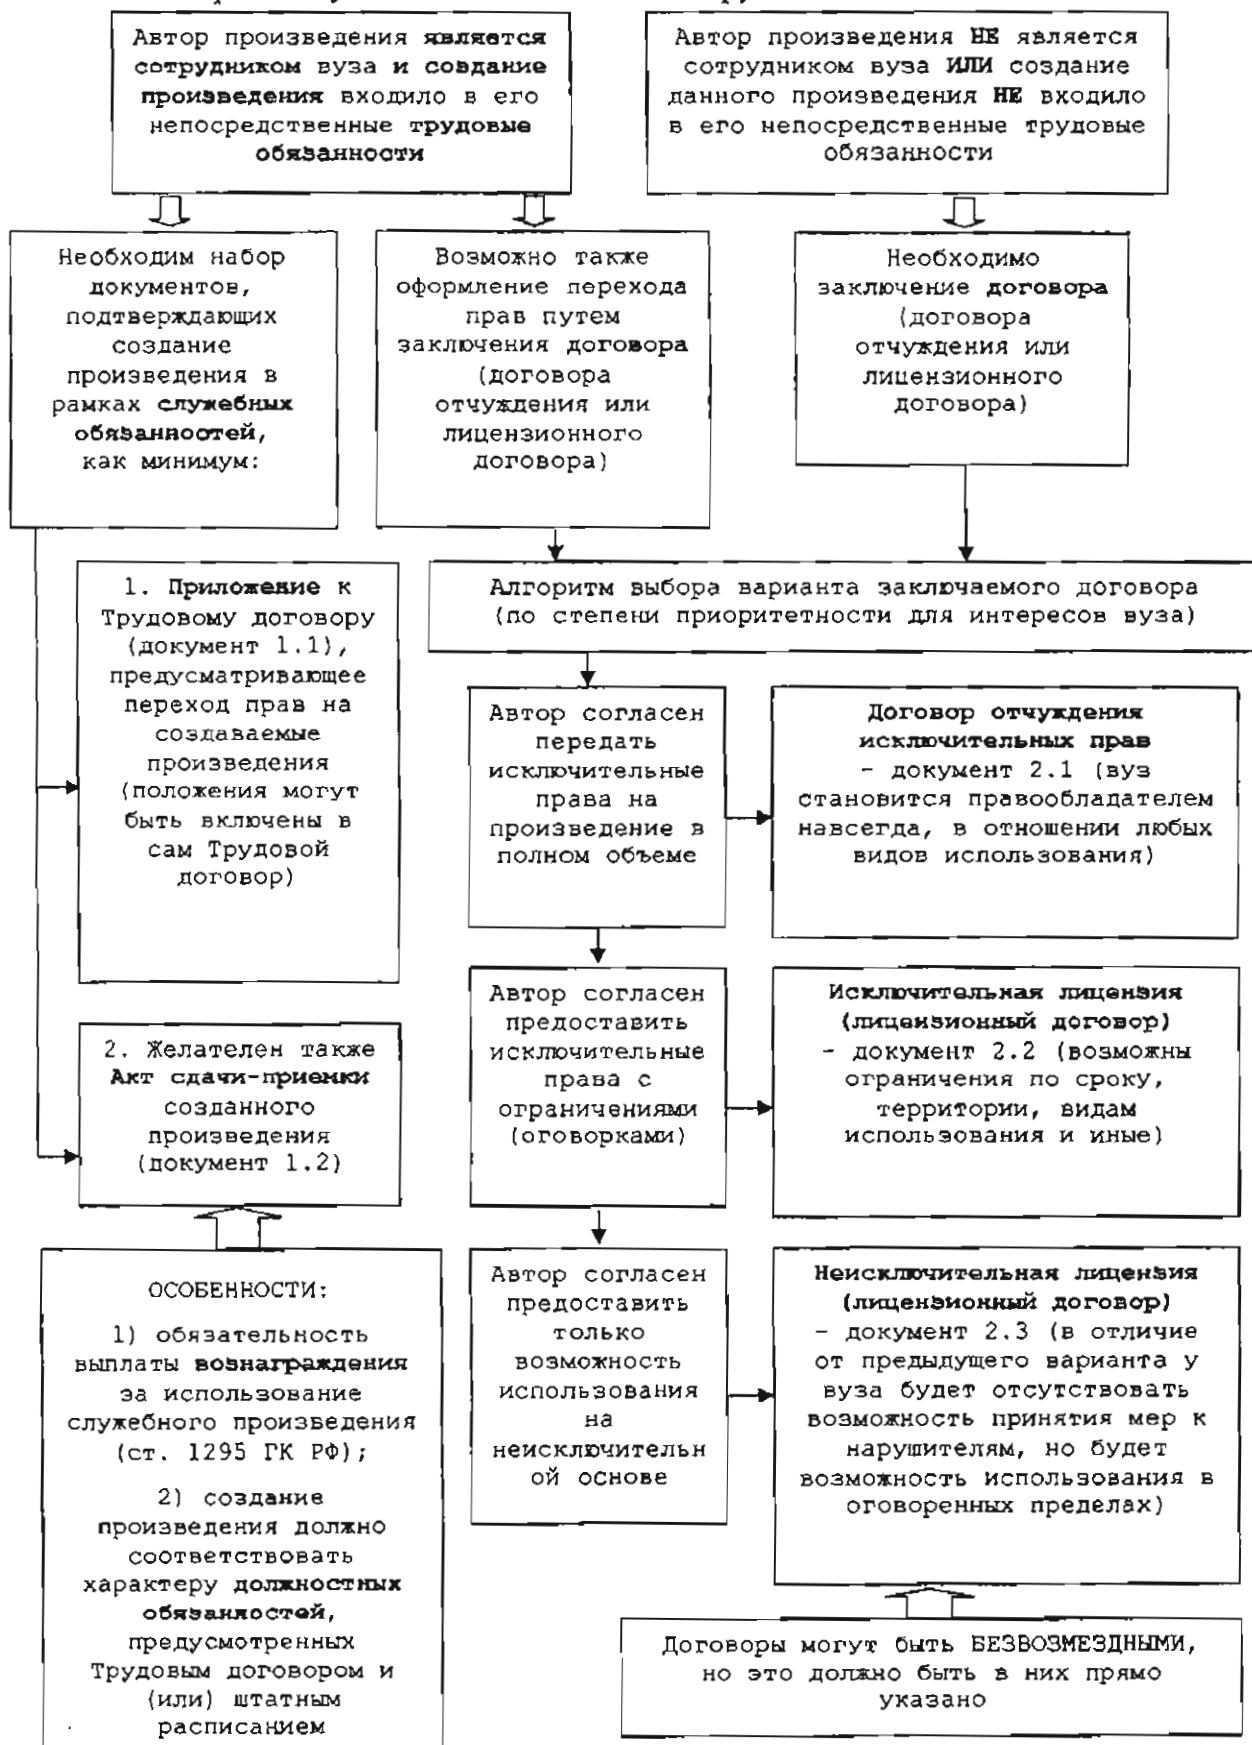 Автор произведения является
сотрудником вуза и создание
произведения входило в его
непосредственные трудовые
обязанности
Автор произведения НЕ является
сотрудником вуза ИЛИ создание
данного произведения НЕ входило
в его непосредственные трудовые
обязанности
Необходим набор
документов,
подтверждающих
создание
произведения в
рамках служебных
обязанностей,
как минимум:
Возможно также
оформление перехода
прав путем
заключения договора
(договора
отчуждения или
лицензионного
договора)
Необходимо
заключение договора
(договора
отчуждения или
лицензионного
договора)
1. Приложение к
Трудовому договору
(документ 1.1),
предусматривающее
переход прав на
создаваемые
произведения
(положения могут
быть включены в
сам Трудовой
договор)
Алгоритм выбора варианта заключаемого договора
(по степени приоритетности для интересов вуза)
Автор согласен
передать
исключительные
права на
произведение в
полном объеме
Договор отчуждения
исключительных прав
- документ 2.1 (вуз
становится правообладателем
навсегда, в отношении любых
видов использования)
2. Желателен также
Акт сдачи-приемки
созданного
произведения
(документ 1.2)
Автор согласен
предоставить
исключительные
права с
ограничениями
(оговорками)
Исключительная лицензия
(лицензионный договор)
- документ 2.2 (возможны
ограничения по сроку,
территории, видам
использования и иные)
ОСОБЕННОСТИ:
1) обязательность
выплаты вознаграждения
за использование
служебного произведения
(ст. 1295 ГК РФ);
2) создание
произведения должно
соответствовать
характеру должностных
обязанностей,
предусмотренных
Трудовым договором и
(или) штатным
расписанием
Автор согласен
предоставить
только
возможность
использования
на
неисключительн
ой основе
Неисключительная лицензия
(лицензионный договор)
- документ 2.3 (в отличие
от предыдущего варианта у
вуза будет отсутствовать
возможность принятия мер к
нарушителям, но будет
возможность использования в
оговоренных пределах)
Договоры могут быть БЕЗВОЗМЕЗДНЫМИ,
но это должно быть в них прямо
указано